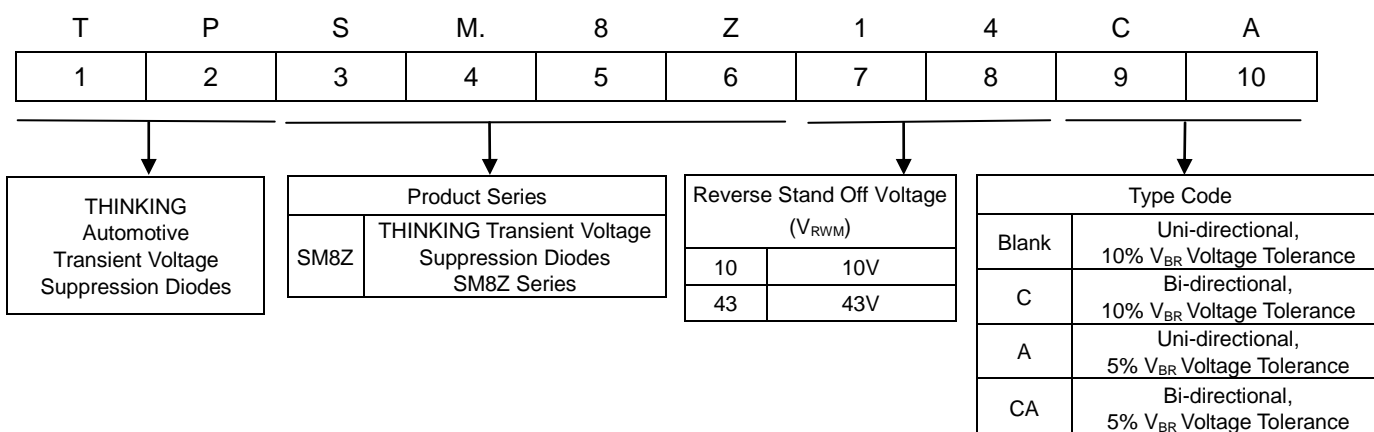 T P S M. 8 Z 1 4 C A
1 2 3 4 5 6 7 8 9 10
THINKING
Automotive
Transient Voltage
Suppression Diodes
Product Series
SM8Z
THINKING Transient Voltage
Suppression Diodes
SM8Z Series
Reverse Stand Off Voltage
(VRWM)
10 10V
43 43V
Type Code
Blank
Uni-directional,
10% VBR Voltage Tolerance
C
Bi-directional,
10% VBR Voltage Tolerance
A
Uni-directional,
5% VBR Voltage Tolerance
CA
Bi-directional,
5% VBR Voltage Tolerance